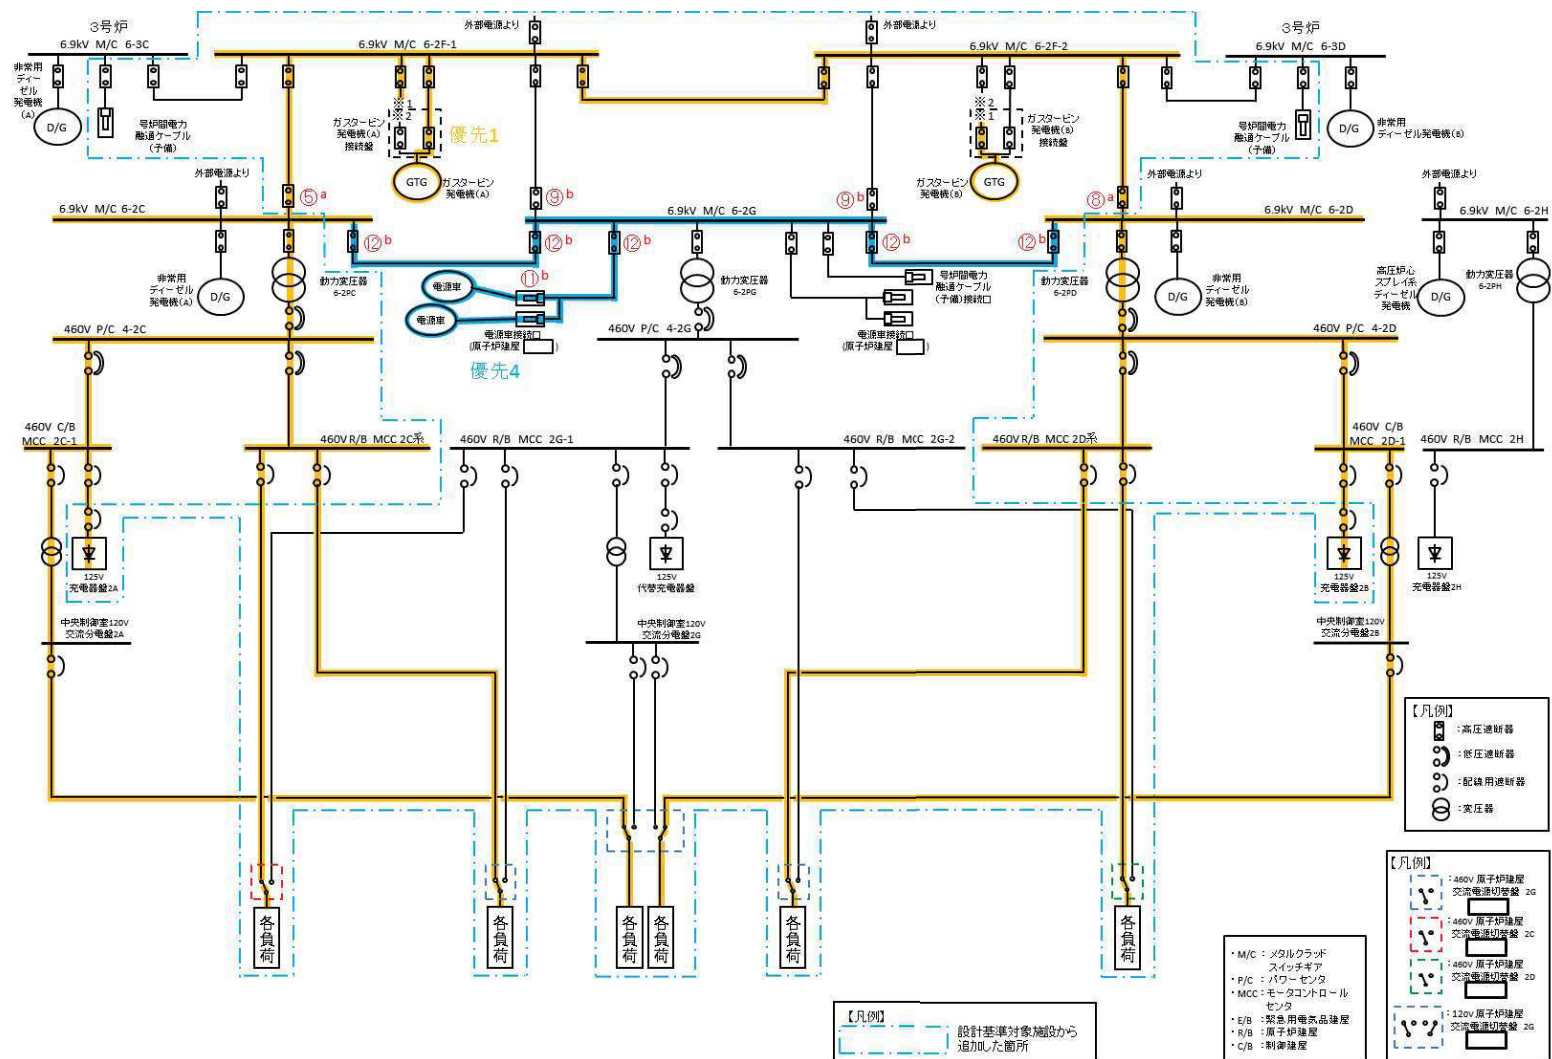 3号炉
6.9kV M/C 6-3C
外部電源より
6.9kV M/C 6-2F-1
外部電源より
6.9kV M/C 6-2F-2
3号炉
6.9kV M/C 6-3D
非常用
ディー
ゼル
発電機
(A)
D/G
号炉間電力
融通ケーブル
(予備)
※1
※2
ガスタービン
発電機(A)
接続盤
優先1
GTG
ガスタービン
発電機(A)
※2
※1
ガスタービン
発電機(B)
接続盤
ガスタービン
発電機(B)
GTG
号炉間電力
融通ケーブル
(予備)
D/G
非常用
ディーゼル発電機(B)
外部電源より
⑤a
⑨b
⑨b
⑧a
外部電源より
外部電源より
6.9kV M/C 6-2C
6.9kV M/C 6-2G
6.9kV M/C 6-2D
6.9kV M/C 6-2H
⑫b
⑫b
⑫b
⑫b
⑫b
非常用
ディーゼル
発電機(A)
D/G
動力変圧器
6-2PC
電源車
電源車
⑪b
電源車接続口
(原子炉建屋 )
優先4
動力変圧器
6-2PG
号炉間電力
融通ケーブル
(予備)接続口
電源車接続口
(原子炉建屋 )
動力変圧器
6-2PD
D/G
非常用
ディーゼル
発電機(B)
高圧炉心
スプレイ系
ディーゼル
発電機
D/G
動力変圧器
6-2PH
460V P/C 4-2C
460V P/C 4-2G
460V P/C 4-2D
460V C/B
MCC 2C-1
460V R/B MCC 2C系
460V R/B MCC 2G-1
460V R/B MCC 2G-2
460V R/B MCC 2D系
460V C/B
MCC 2D-1
460V R/B MCC 2H
125V
充電器盤2A
125V
代替充電器盤
125V
充電器盤2B
125V
充電器盤2H
中央制御室120V
交流分電盤2A
中央制御室120V
交流分電盤2G
中央制御室120V
交流分電盤2B
各負荷
各負荷
各負荷
各負荷
各負荷
各負荷
【凡例】
：高圧遮断器
：低圧遮断器
：配線用遮断器
：変圧器
【凡例】
：460V 原子炉建屋
交流電源切替盤 2G
：460V 原子炉建屋
交流電源切替盤 2C
：460V 原子炉建屋
交流電源切替盤 2D
：120V 原子炉建屋
交流電源切替盤 2G
・M/C ：メタルクラッド
スイッチギア
・P/C ：パワーセンタ
・MCC：モータコントロール
センタ
・E/B ：緊急用電気品建屋
・R/B ：原子炉建屋
・C/B ：制御建屋
【凡例】
設計基準対象施設から
追加した箇所